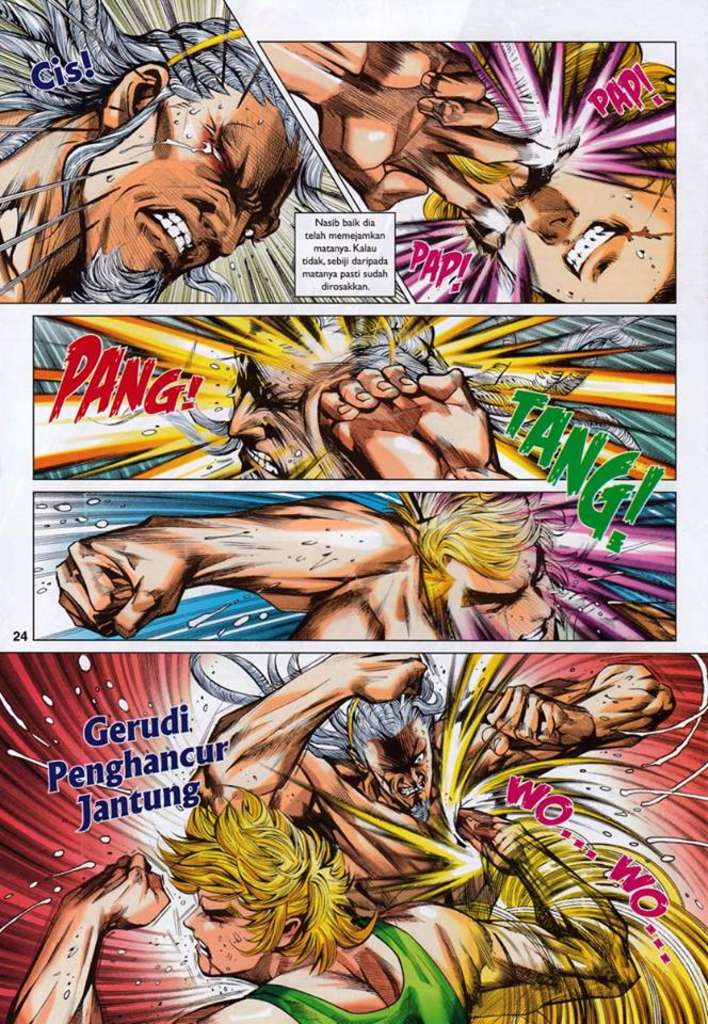 Cis!
PAP!
Nasib baik dia
telah memejamkan
matanya. Kalau
tidak, sebiji daripada
matanya pasti sudah
dirosakkan.
PAP!
PANG!
TANG!
24
Gerudi
Penghancur
Jantung
WO...
WO...